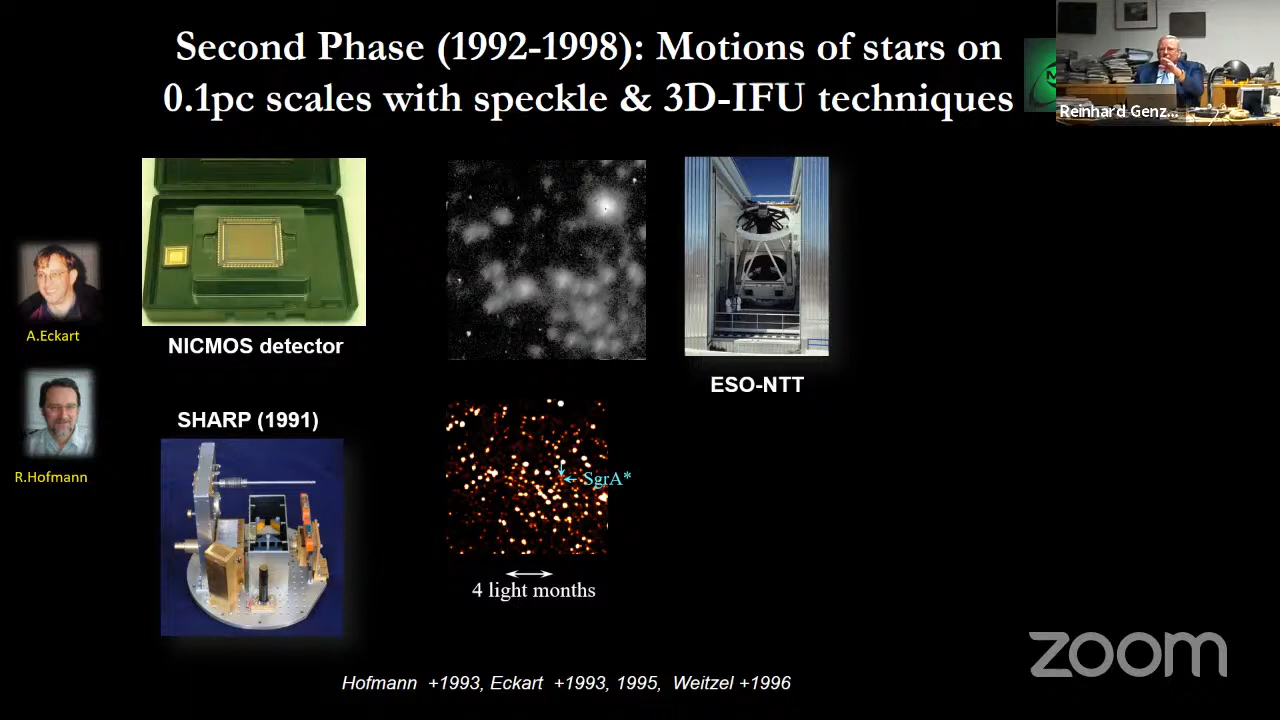 Second Phase (1992-1998): Motions of stars on
0.1pc scales with speckle & 3D-IFU techniques
Reinhard Genz...
A.Eckart
NICMOS detector
ESO-NTT
R.Hofmann
SHARP (1991)
SgrA*
4 light months
zoom
Hofmann +1993, Eckart +1993, 1995, Weitzel +1996